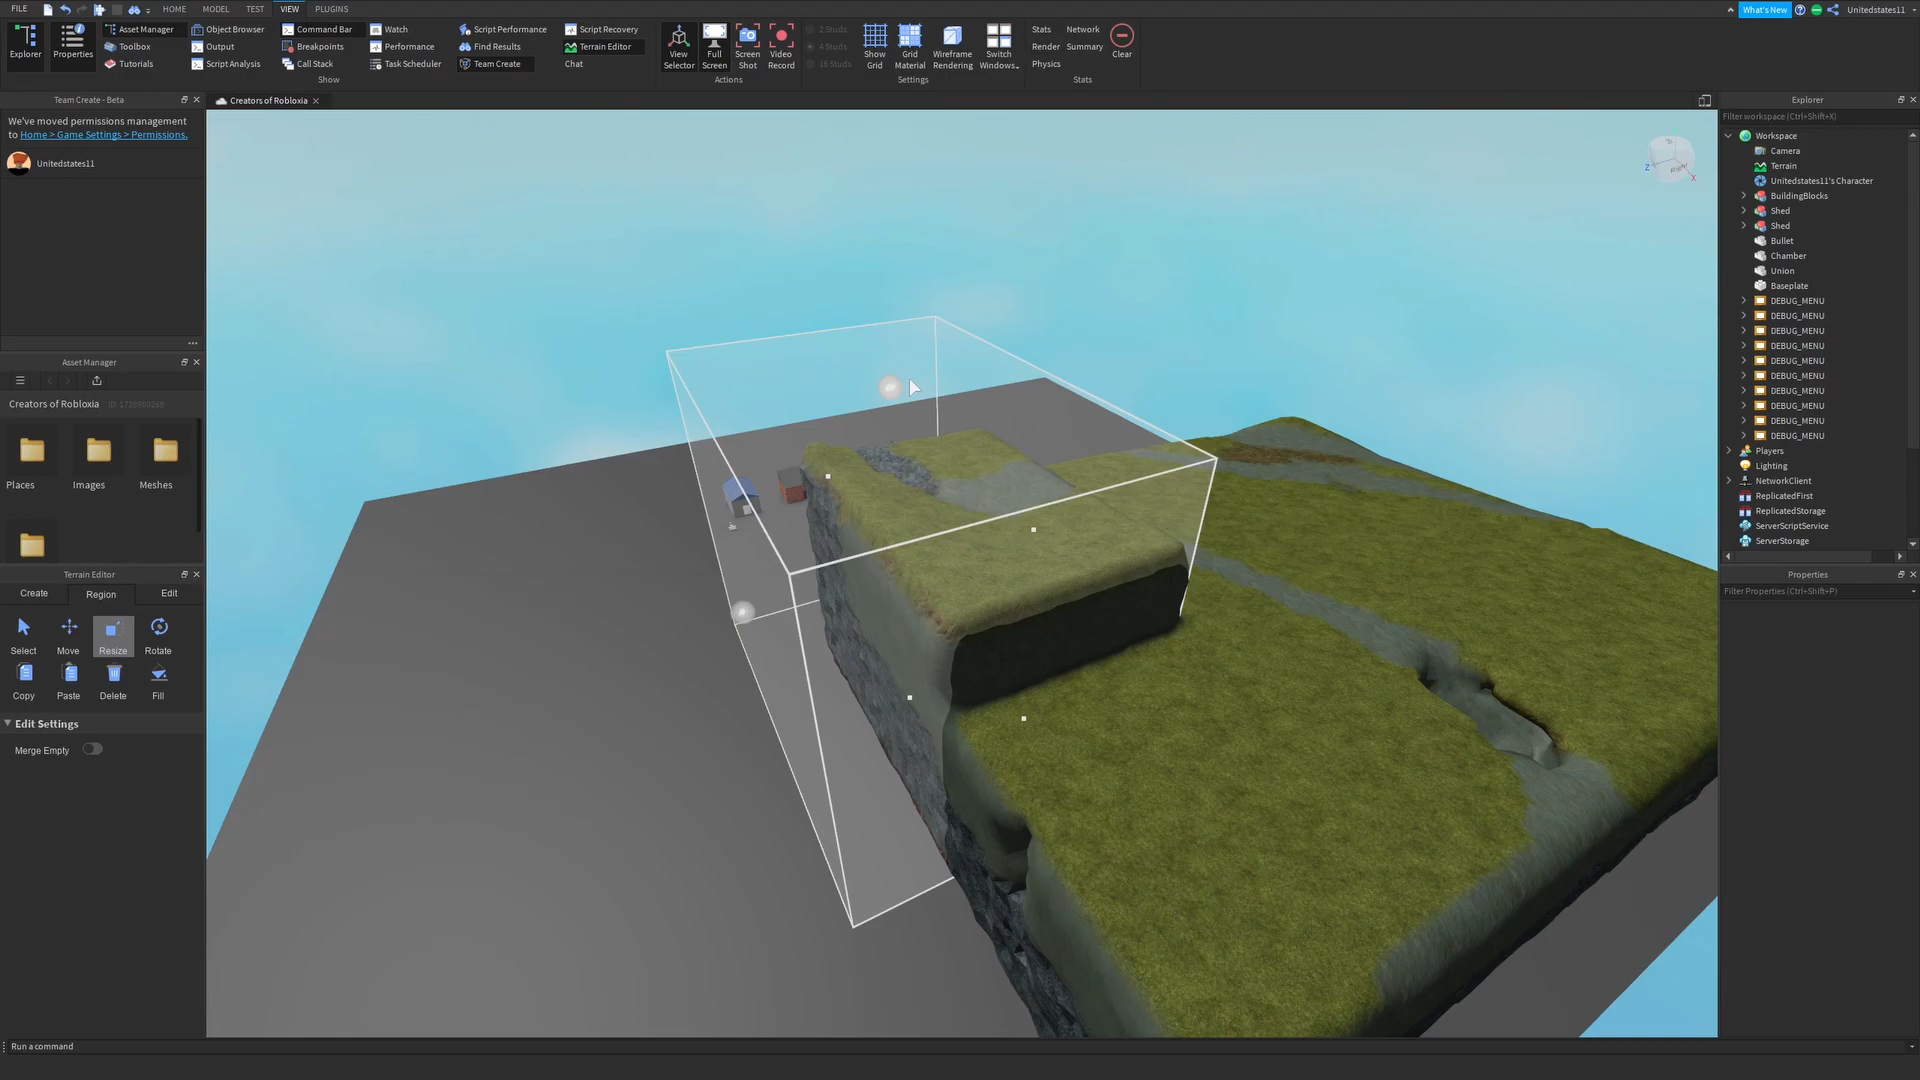 FILE HOME MODEL TEST VIEW PLUGINS What's New Unitedstates11
Explorer Properties
Asset Manager Object Browser Command Bar Watch Script Performance Script Recovery
Toolbox Output Breakpoints Performance Find Results Terrain Editor
Tutorials Script Analysis Call Stack Task Scheduler Team Create Chat
Show
View Selector Full Screen Screen Shot Video Record
Actions
2 Studs
4 Studs
16 Studs
Show Grid Grid Material Wireframe Rendering Switch Windows...
Settings
Stats Network
Render Summary
Physics
Clear
Stats
Team Create - Beta
We've moved permissions management
to Home > Game Settings > Permissions.
Unitedstates11
Asset Manager
Creators of Robloxia ID: 1728960269
Places Images Meshes
Terrain Editor
Create Region Edit
Select Move Resize Rotate
Copy Paste Delete Fill
Edit Settings
Merge Empty
Creators of Robloxia
Right
Z
X
Explorer
Filter workspace (Ctrl+Shift+X)
Workspace
Camera
Terrain
Unitedstates11's Character
BuildingBlocks
Shed
Shed
Bullet
Chamber
Union
Baseplate
DEBUG_MENU
DEBUG_MENU
DEBUG_MENU
DEBUG_MENU
DEBUG_MENU
DEBUG_MENU
DEBUG_MENU
DEBUG_MENU
DEBUG_MENU
DEBUG_MENU
Players
Lighting
NetworkClient
ReplicatedFirst
ReplicatedStorage
ServerScriptService
ServerStorage
Properties
Filter Properties (Ctrl+Shift+P)
Run a command